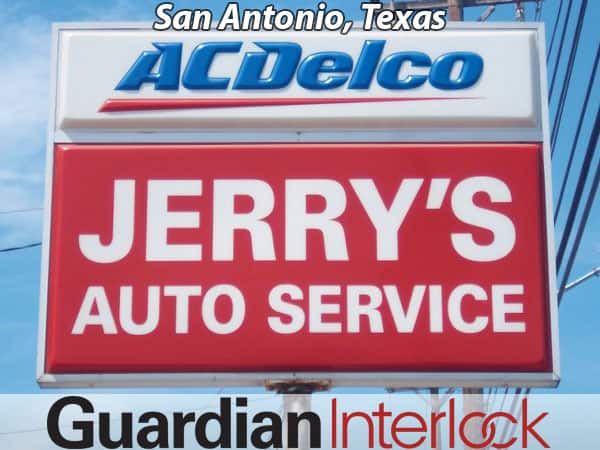 San Antonio, Texas
ACDelco
JERRY'S
AUTO SERVICE
Guardian Interlock